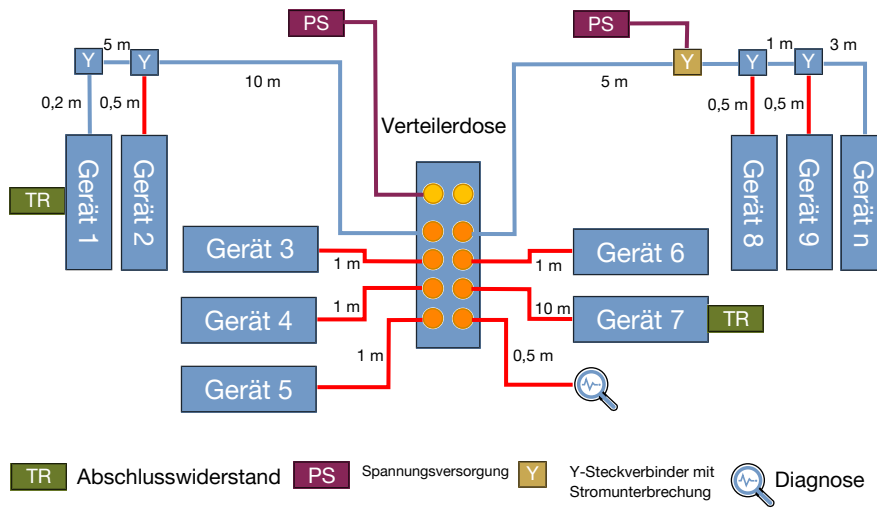 PS
PS
5 m
1 m
3 m
Y
Y
Y
Y
Y
10 m
5 m
0,2 m
0,5 m
0,5 m
0,5 m
Verteilerdose
TR
Gerät 1
Gerät 2
Gerät 8
Gerät 9
Gerät n
Gerät 3
1 m
Gerät 6
1 m
Gerät 4
1 m
Gerät 7
10 m
TR
Gerät 5
1 m
0,5 m
TR
Abschlusswiderstand
PS
Spannungsversorgung
Y
Y-Steckverbinder mit
Stromunterbrechung
Diagnose